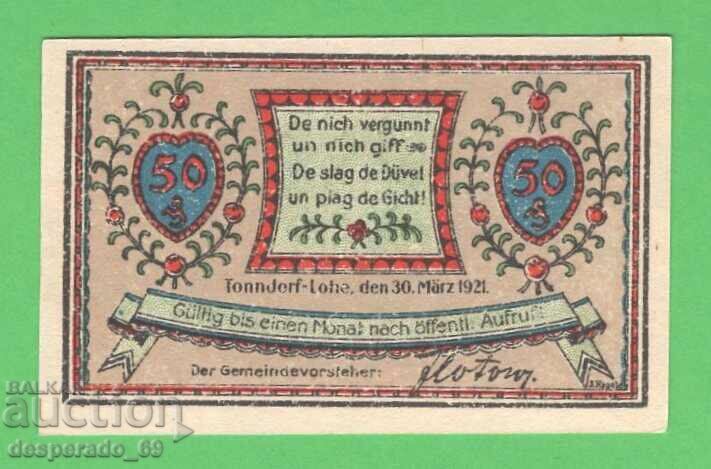 De nich vergunnt
un nich giff
De slag de Düvel
un plag de Gicht!
50
50
Tonndorf-Lohe, den 30. März 1921.
Gültig bis einen Monat nach öffentl. Aufruf!
Der Gemeindevorsteher:
BALKAN
auction
desperado_69